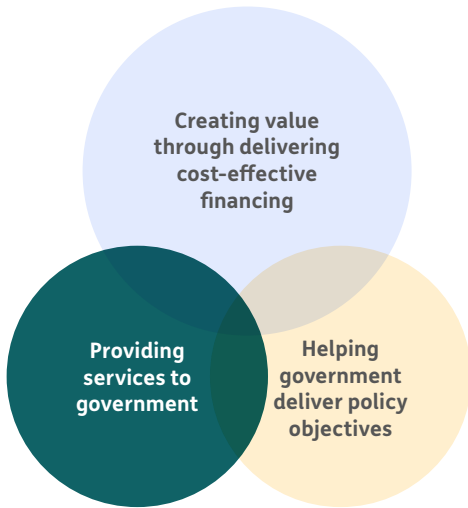 Creating value
through delivering
cost-effective
financing
Providing
services to
government
Helping
government
deliver policy
objectives